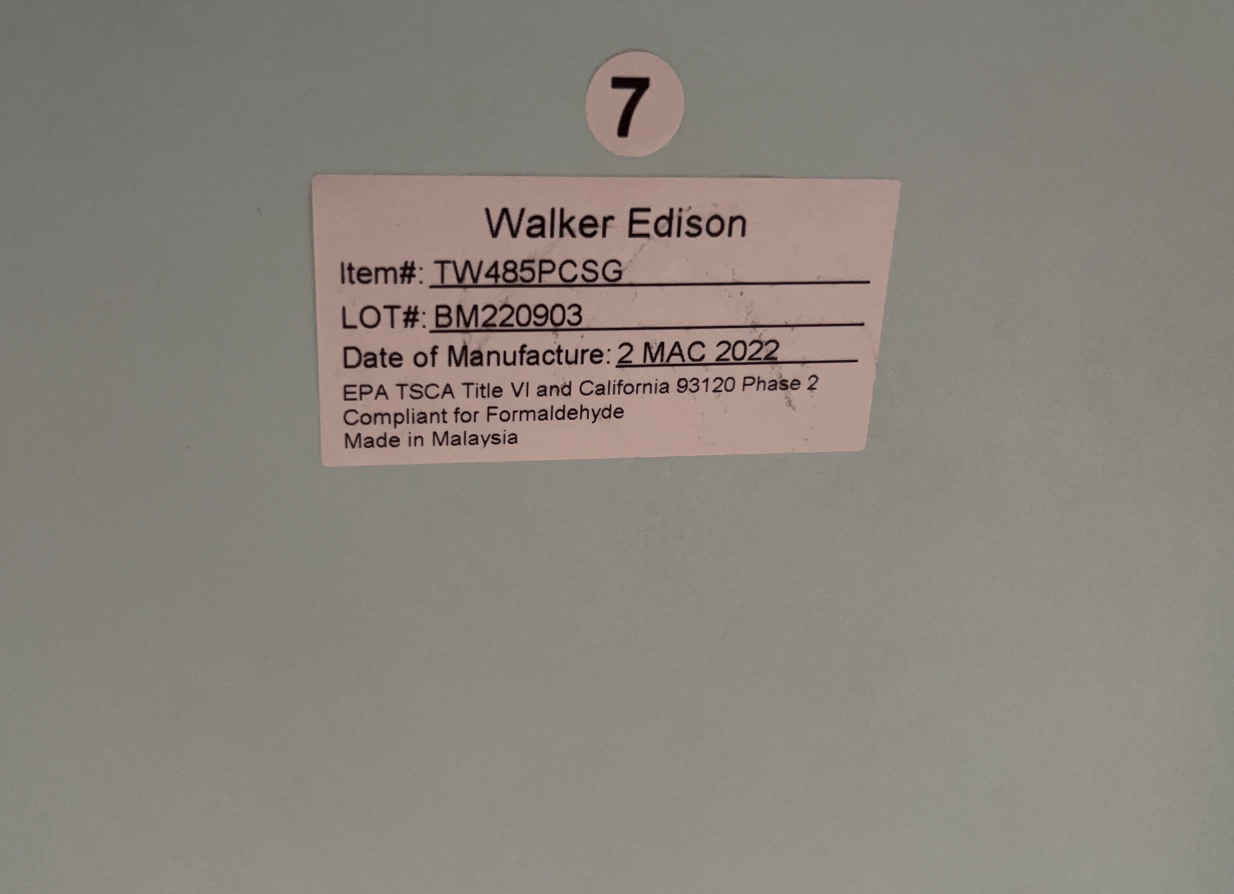 7
Walker Edison
Item#: TW485PCSG
LOT#: BM220903
Date of Manufacture: 2 MAC 2022
EPA TSCA Title VI and California 93120 Phase 2
Compliant for Formaldehyde
Made in Malaysia